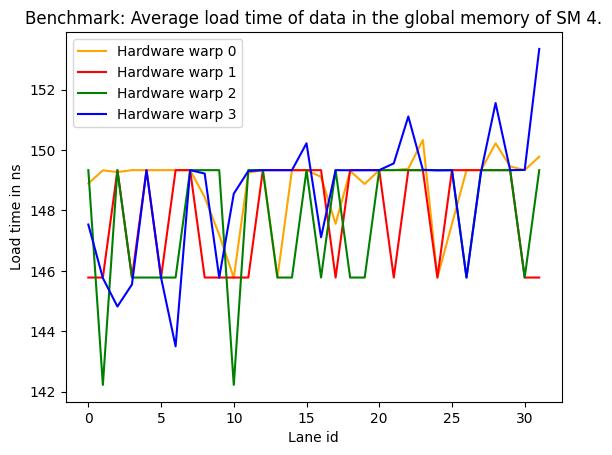 Benchmark: Average load time of data in the global memory of SM 4.
Hardware warp 0
Hardware warp 1
Hardware warp 2
Hardware warp 3
Load time in ns
152
150
148
146
144
142
0 5 10 15 20 25 30
Lane id